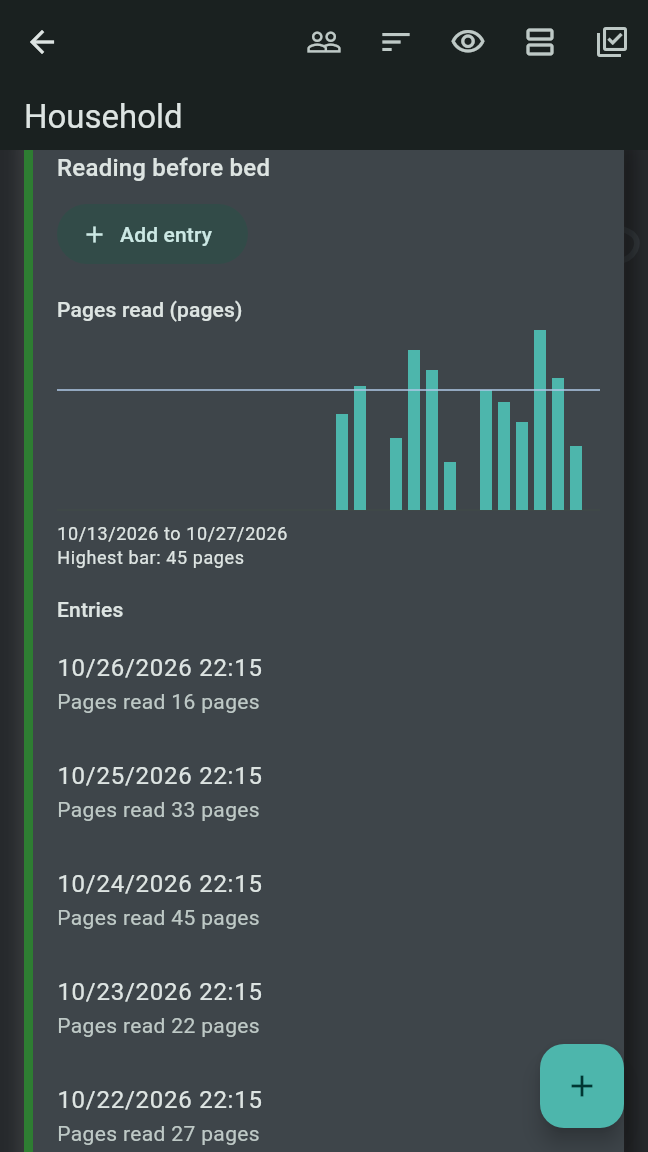 Household
Reading before bed
+ Add entry
Pages read (pages)
10/13/2026 to 10/27/2026
Highest bar: 45 pages
Entries
10/26/2026 22:15
Pages read 16 pages
10/25/2026 22:15
Pages read 33 pages
10/24/2026 22:15
Pages read 45 pages
10/23/2026 22:15
Pages read 22 pages
10/22/2026 22:15
Pages read 27 pages